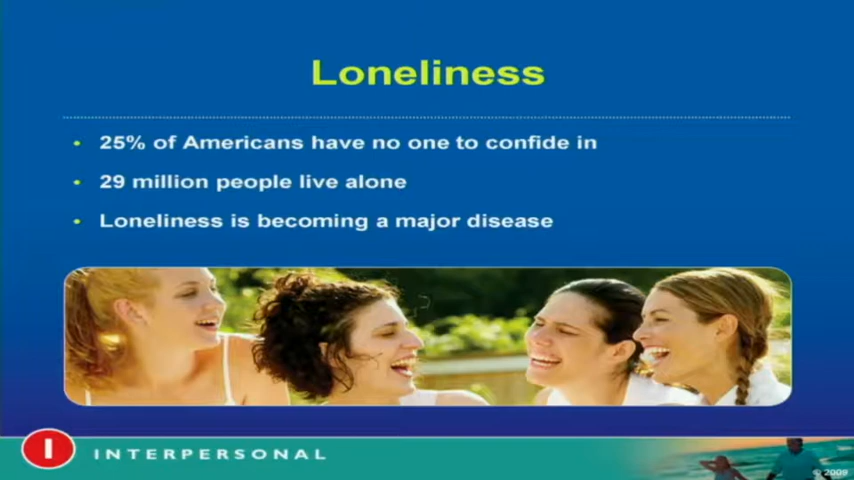 Loneliness
• 25% of Americans have no one to confide in
• 29 million people live alone
• Loneliness is becoming a major disease
I INTERPERSONAL
© 2009